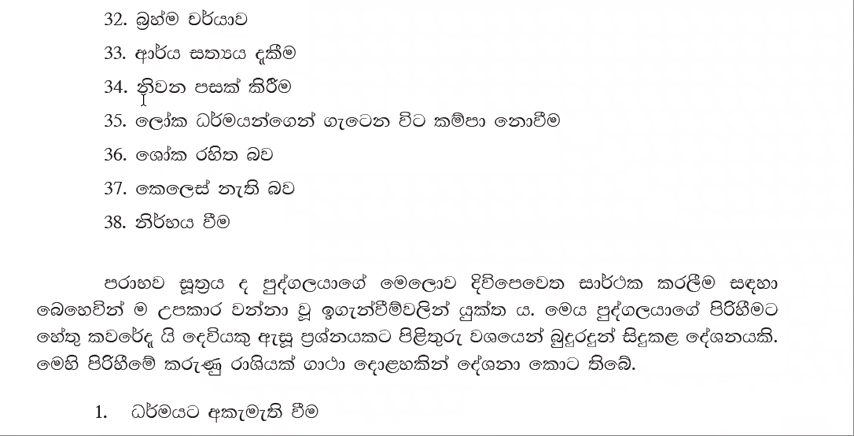 32. බ්‍රහ්ම චර්යාව
33. ආර්ය සත්‍යය දැකීම
34. නිවන පසක් කිරීම
35. ලෝක ධර්මයන්ගෙන් ගැටෙන විට කම්පා නොවීම
36. ශෝක රහිත බව
37. කෙලෙස් නැති බව
38. නිර්භය වීම
පරාභව සූත්‍රය ද පුද්ගලයාගේ මෙලොව දිවිපෙවෙත සාර්ථක කරලීම සඳහා
බෙහෙවින් ම උපකාර වන්නා වූ ඉගැන්වීම්වලින් යුක්ත ය. මෙය පුද්ගලයාගේ පිරිහීමට
හේතු කවරේදැ යි දෙවියකු ඇසූ ප්‍රශ්නයකට පිළිතුරු වශයෙන් බුදුරදුන් සිදුකළ දේශනයකි.
මෙහි පිරිහීමේ කරුණු රාශියක් ගාථා දොළහකින් දේශනා කොට තිබේ.
1. ධර්මයට අකැමැති වීම